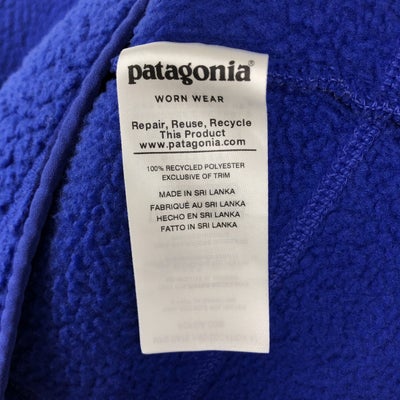 patagonia®
WORN WEAR
Repair, Reuse, Recycle
This Product
www.patagonia.com
100% RECYCLED POLYESTER
EXCLUSIVE OF TRIM
MADE IN SRI LANKA
FABRIQUÉ AU SRI LANKA
HECHO EN SRI LANKA
FATTO IN SRI LANKA